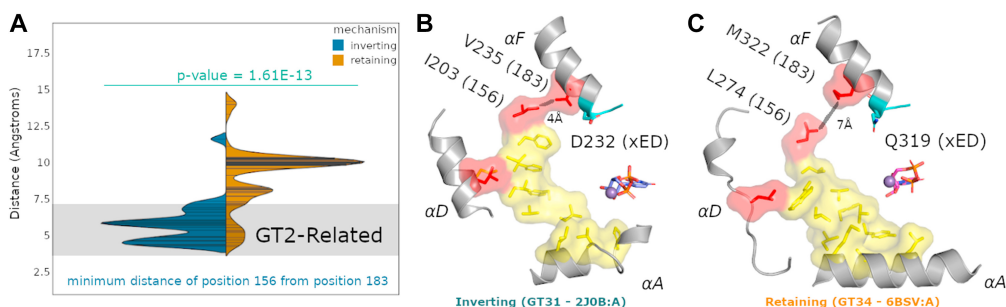 A
17.5
15
12.5
10
7.5
5
2.5
Distance (Angstroms)
mechanism
inverting
retaining
p-value = 1.61E-13
GT2-Related
minimum distance of position 156 from position 183
B
αF
V235 (183)
I203 (156)
4Å
D232 (xED)
αD
αA
Inverting (GT31 - 2J0B:A)
C
αF
M322 (183)
L274 (156)
7Å
Q319 (xED)
αD
αA
Retaining (GT34 - 6BSV:A)